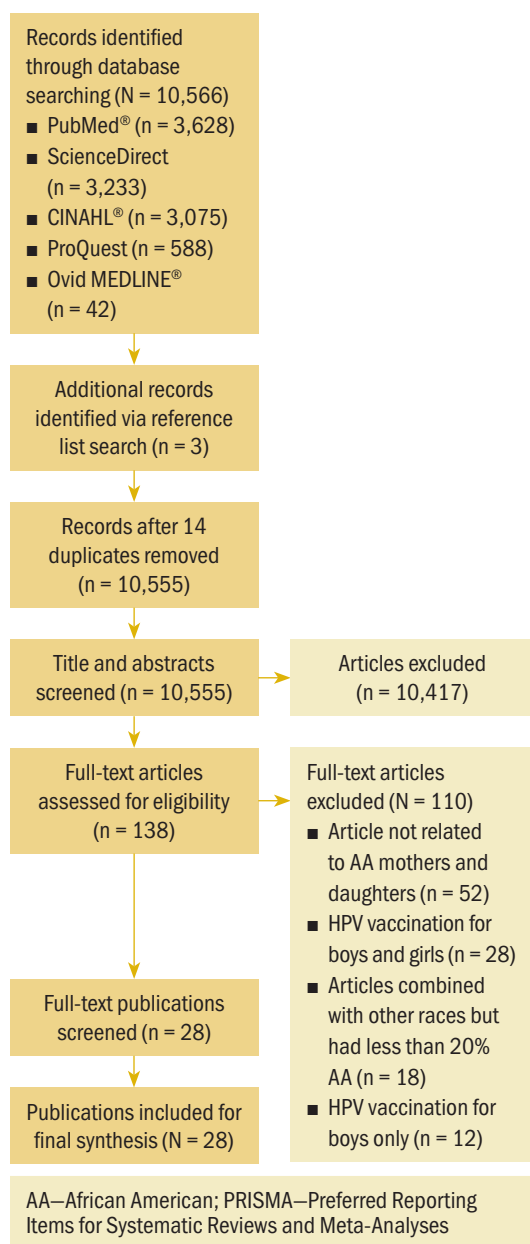 Records identified
through database
searching (N = 10,566)
■ PubMed® (n = 3,628)
■ ScienceDirect
(n = 3,233)
■ CINAHL® (n = 3,075)
■ ProQuest (n = 588)
■ Ovid MEDLINE®
(n = 42)
Additional records
identified via reference
list search (n = 3)
Records after 14
duplicates removed
(n = 10,555)
Title and abstracts
screened (n = 10,555)
Articles excluded
(n = 10,417)
Full-text articles
assessed for eligibility
(n = 138)
Full-text articles
excluded (N = 110)
■ Article not related
to AA mothers and
daughters (n = 52)
■ HPV vaccination for
boys and girls (n = 28)
■ Articles combined
with other races but
had less than 20%
AA (n = 18)
■ HPV vaccination for
boys only (n = 12)
Full-text publications
screened (n = 28)
Publications included for
final synthesis (N = 28)
AA—African American; PRISMA—Preferred Reporting
Items for Systematic Reviews and Meta-Analyses